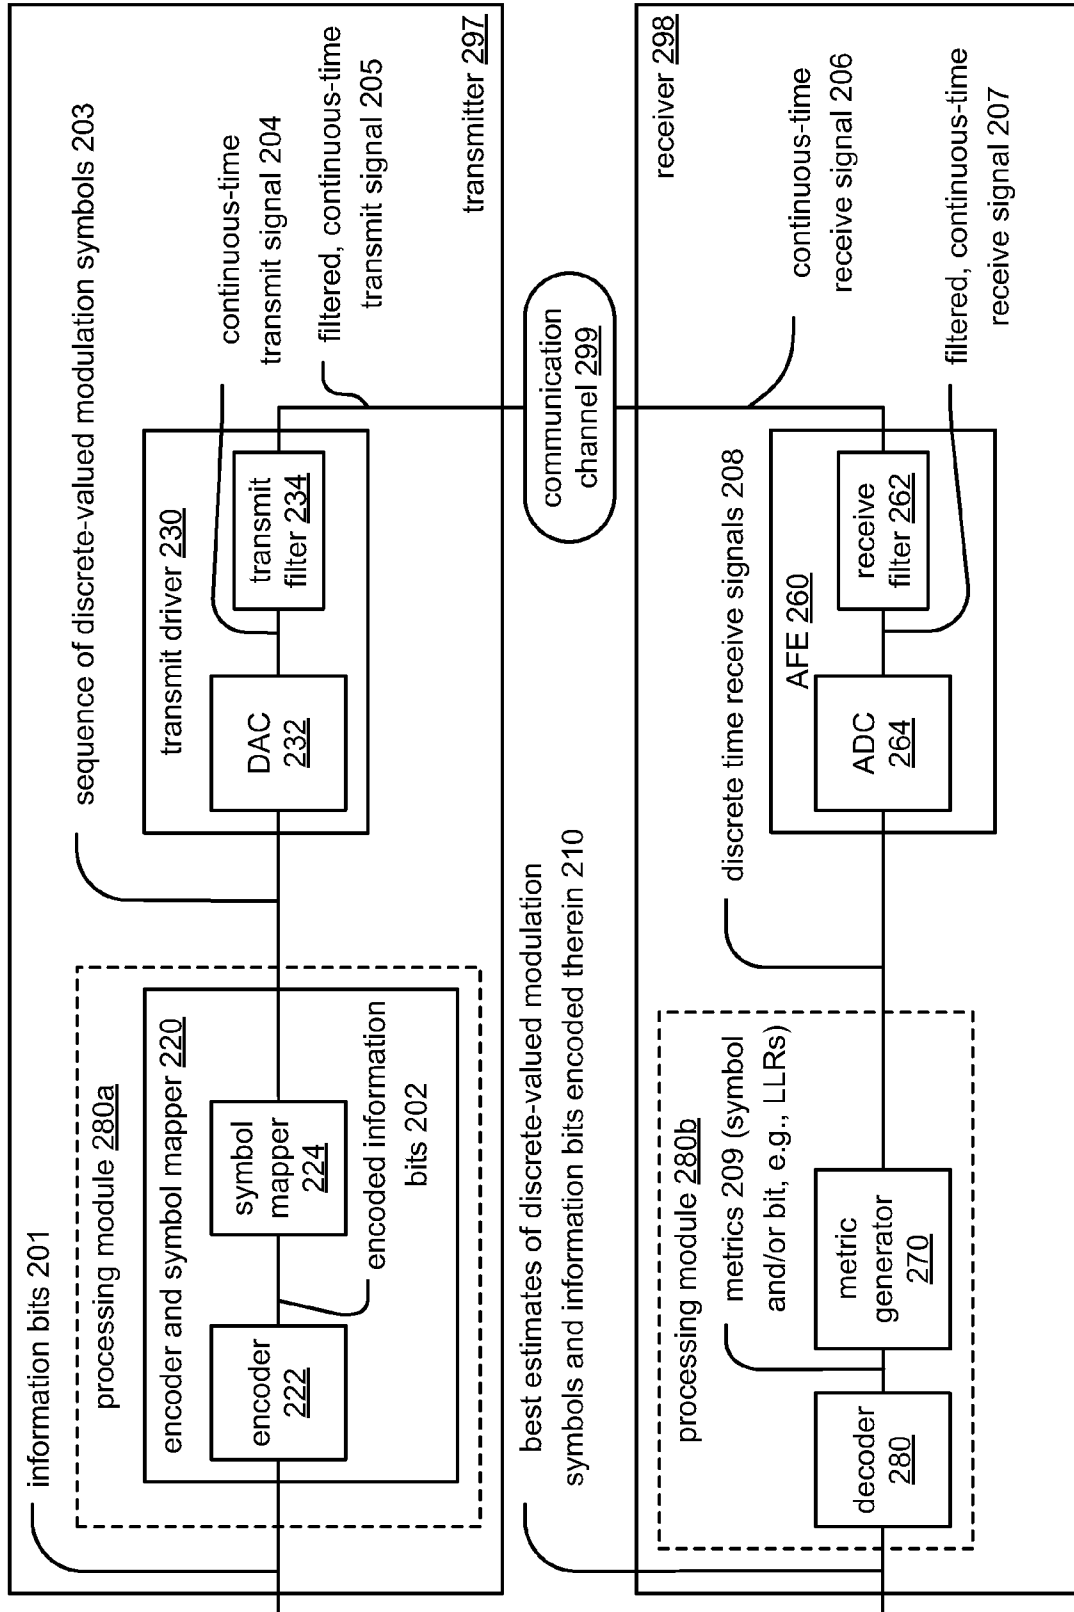 information bits 201
processing module 280a
encoder and symbol mapper 220
encoder
222
symbol
mapper
224
encoded information
bits 202
sequence of discrete-valued modulation symbols 203
transmit driver 230
DAC
232
transmit
filter 234
continuous-time
transmit signal 204
filtered, continuous-time
transmit signal 205
transmitter 297
communication
channel 299
best estimates of discrete-valued modulation
symbols and information bits encoded therein 210
processing module 280b
metrics 209 (symbol
and/or bit, e.g., LLRs)
decoder
280
metric
generator
270
discrete time receive signals 208
AFE 260
ADC
264
receive
filter 262
receiver 298
continuous-time
receive signal 206
filtered, continuous-time
receive signal 207